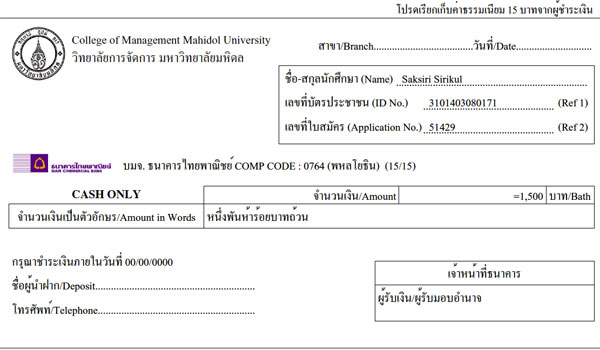 โปรดเรียกเก็บค่าธรรมเนียม 15 บาทจากผู้ชำระเงิน
College of Management Mahidol University
วิทยาลัยการจัดการ มหาวิทยาลัยมหิดล
สาขา/Branch..............................วันที่/Date......................
ชื่อ-สกุลนักศึกษา (Name) Saksiri Sirikul
เลขที่บัตรประชาชน (ID No.) 3101403080171 (Ref 1)
เลขที่ใบสมัคร (Application No.) 51429 (Ref 2)
ธนาคารไทยพาณิชย์
SIAM COMMERCIAL BANK
บมจ. ธนาคารไทยพาณิชย์ COMP CODE : 0764 (พหลโยธิน) (15/15)
CASH ONLY จำนวนเงิน/Amount =1,500 บาท/Bath
จำนวนเงินเป็นตัวอักษร/Amount in Words หนึ่งพันห้าร้อยบาทถ้วน
กรุณาชำระเงินภายในวันที่ 00/00/0000
ชื่อผู้นำฝาก/Deposit..................................................
โทรศัพท์/Telephone..................................................
เจ้าหน้าที่ธนาคาร
ผู้รับเงิน/ผู้รับมอบอำนาจ